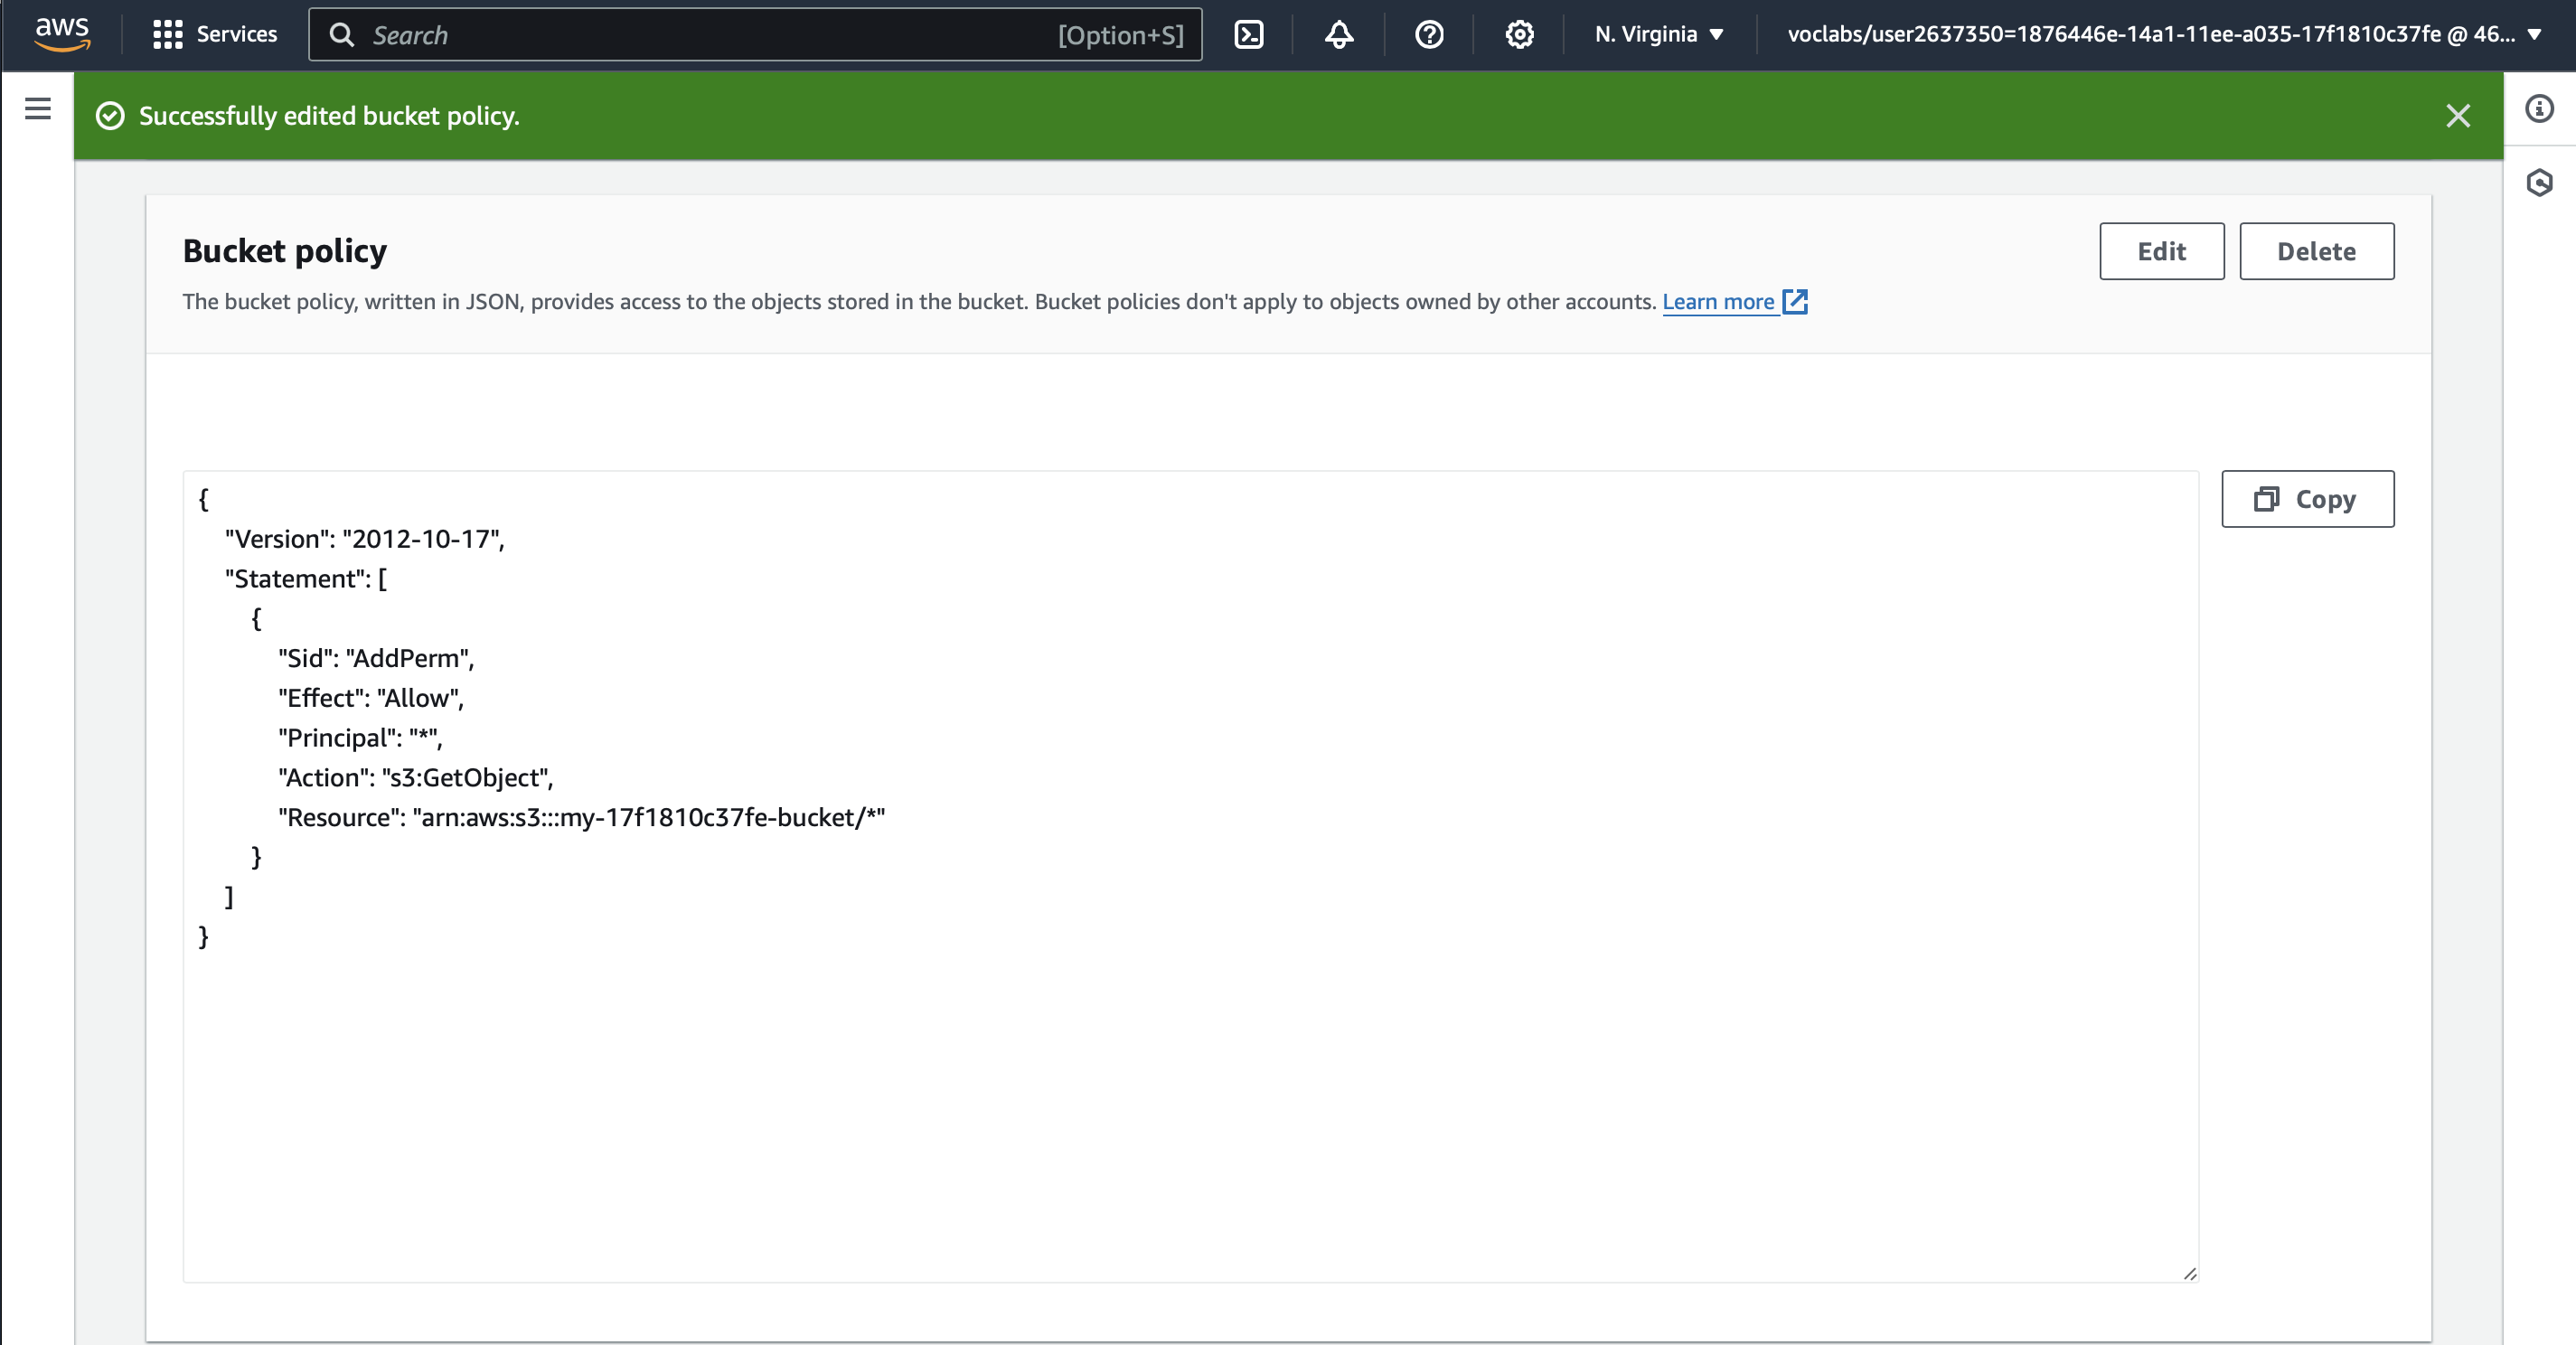 aws
Services
Search
[Option+S]
N. Virginia
voclabs/user2637350=1876446e-14a1-11ee-a035-17f1810c37fe @ 46...
Successfully edited bucket policy.
Bucket policy
Edit
Delete
The bucket policy, written in JSON, provides access to the objects stored in the bucket. Bucket policies don't apply to objects owned by other accounts. Learn more
Copy
{
"Version": "2012-10-17",
"Statement": [
{
"Sid": "AddPerm",
"Effect": "Allow",
"Principal": "*",
"Action": "s3:GetObject",
"Resource": "arn:aws:s3:::my-17f1810c37fe-bucket/*"
}
]
}